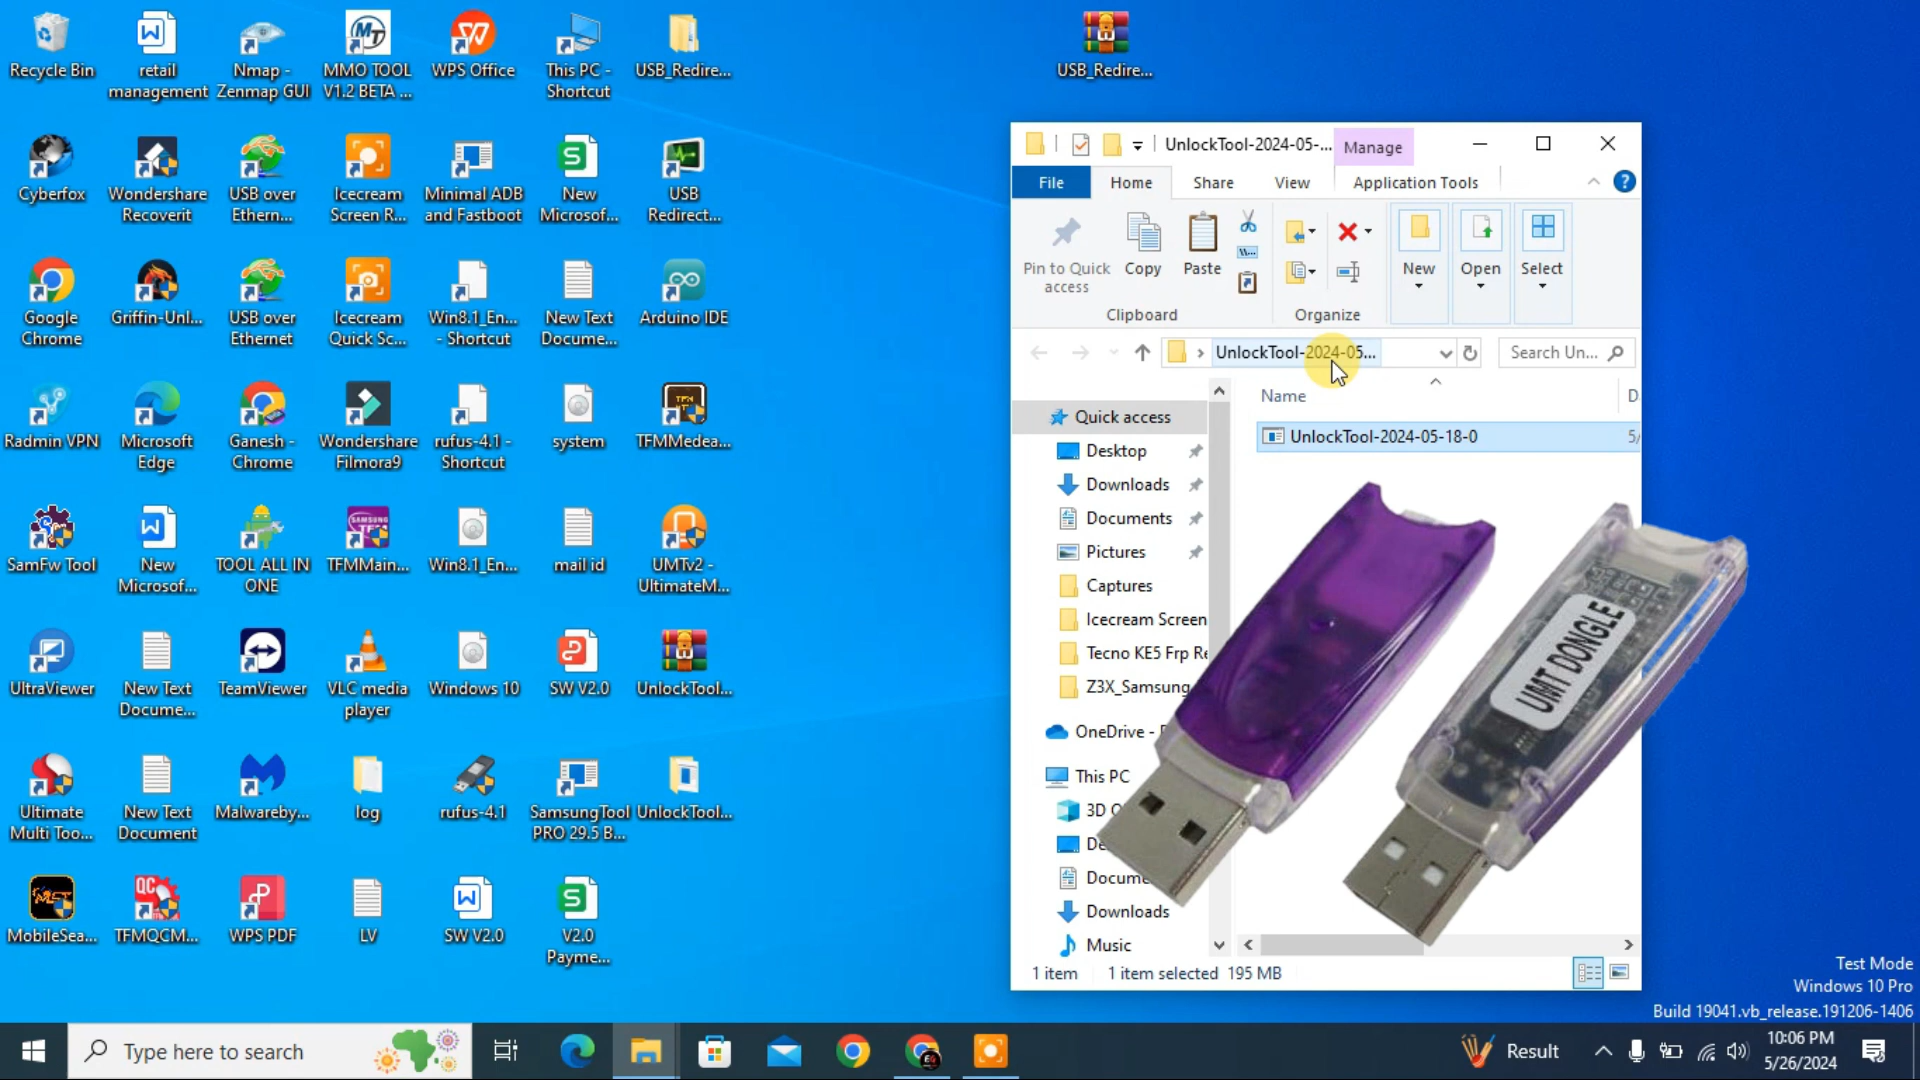 Recycle Bin
retail
management
Nmap -
Zenmap GUI
MMO TOOL
V1.2 BETA ...
WPS Office
This PC -
Shortcut
USB_Redire...
USB_Redire...
Cyberfox
Wondershare
Recoverit
USB over
Ethern...
Icecream
Screen R...
Minimal ADB
and Fastboot
New
Microsof...
USB
Redirect...
Google
Chrome
Griffin-Unl...
USB over
Ethernet
Icecream
Quick Sc...
Win8.1_En...
- Shortcut
New Text
Docume...
Arduino IDE
Radmin VPN
Microsoft
Edge
Ganesh -
Chrome
Wondershare
Filmora9
rufus-4.1 -
Shortcut
system
TFMMedea...
SamFw Tool
New
Microsof...
TOOL ALL IN
ONE
SAMSUNG
TFM
TFMMain...
Win8.1_En...
mail id
UMTv2 -
UltimateM...
UltraViewer
New Text
Docume...
TeamViewer
VLC media
player
Windows 10
SW V2.0
UnlockTool...
Ultimate
Multi Too...
New Text
Document
Malwareby...
log
rufus-4.1
SamsungTool
PRO 29.5 B...
UnlockTool...
MobileSea...
QC
TFMQCM...
WPS PDF
LV
SW V2.0
V2.0
Payme...
UnlockTool-2024-05-...
Manage
File
Home
Share
View
Application Tools
Pin to Quick
access
Copy
Paste
New
Open
Select
Clipboard
Organize
UnlockTool-2024-05...
Search Un...
Name
D
Quick access
UnlockTool-2024-05-18-0
5/
Desktop
Downloads
Documents
Pictures
Captures
Icecream Screen
Tecno KE5 Frp Re
Z3X_Samsung
OneDrive - P
This PC
3D O
De
Docume
Downloads
Music
UMT DONGLE
1 item
1 item selected 195 MB
Test Mode
Windows 10 Pro
Build 19041.vb_release.191206-1406
Type here to search
Result
10:06 PM
5/26/2024